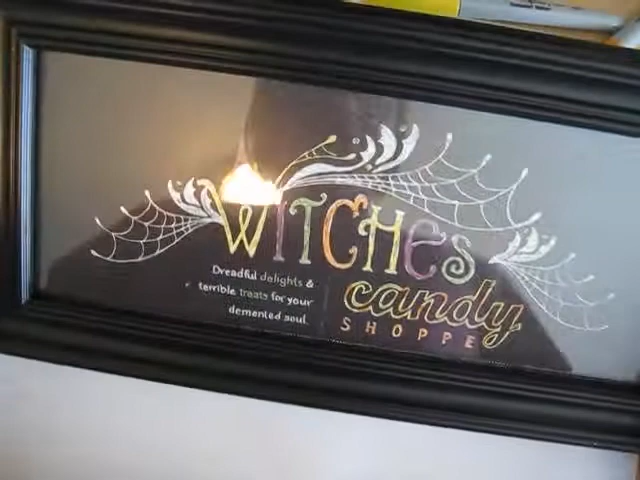 WITCHES
candy
SHOPPE
Dreadful delights &
terrible treats for your
demented soul.